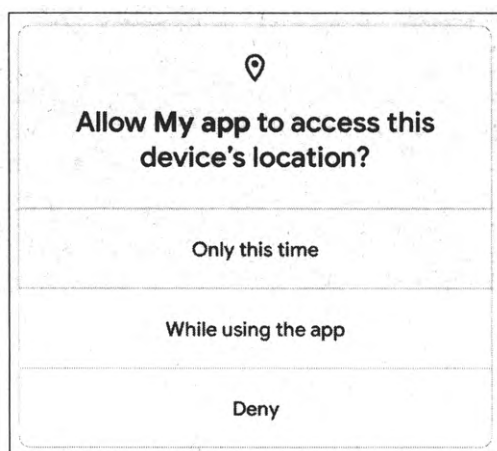 Allow My app to access this
device's location?
Only this time
While using the app
Deny